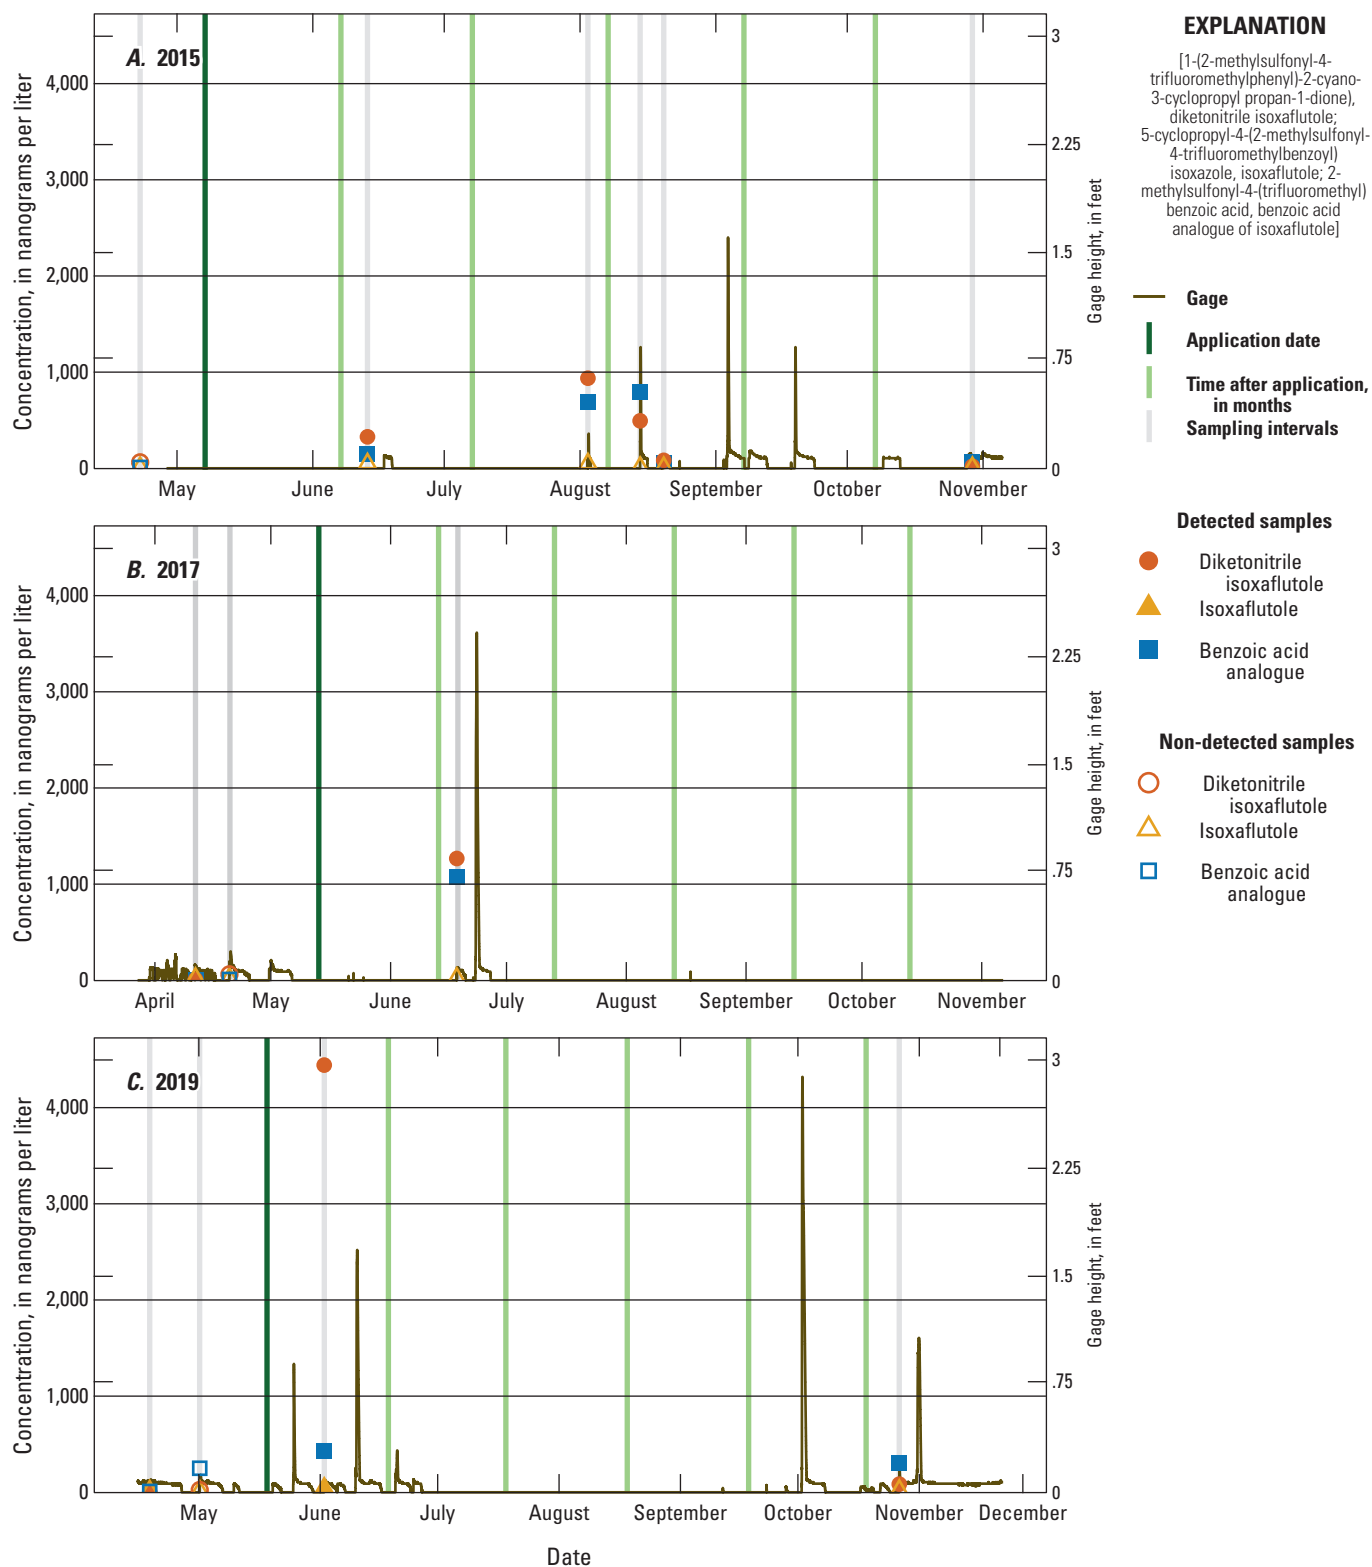 A. 2015
Concentration, in nanograms per liter
4,000
3,000
2,000
1,000
0
Gage height, in feet
3
2.25
1.5
.75
0
May June July August September October November
B. 2017
Concentration, in nanograms per liter
4,000
3,000
2,000
1,000
0
Gage height, in feet
3
2.25
1.5
.75
0
April May June July August September October November
C. 2019
Concentration, in nanograms per liter
4,000
3,000
2,000
1,000
0
Gage height, in feet
3
2.25
1.5
.75
0
May June July August September October November December
Date
EXPLANATION
[1-(2-methylsulfonyl-4-
trifluoromethylphenyl)-2-cyano-
3-cyclopropyl propan-1-dione),
diketonitrile isoxaflutole;
5-cyclopropyl-4-(2-methylsulfonyl-
4-trifluoromethylbenzoyl)
isoxazole, isoxaflutole; 2-
methylsulfonyl-4-(trifluoromethyl)
benzoic acid, benzoic acid
analogue of isoxaflutole]
Gage
Application date
Time after application,
in months
Sampling intervals
Detected samples
Diketonitrile
isoxaflutole
Isoxaflutole
Benzoic acid
analogue
Non-detected samples
Diketonitrile
isoxaflutole
Isoxaflutole
Benzoic acid
analogue